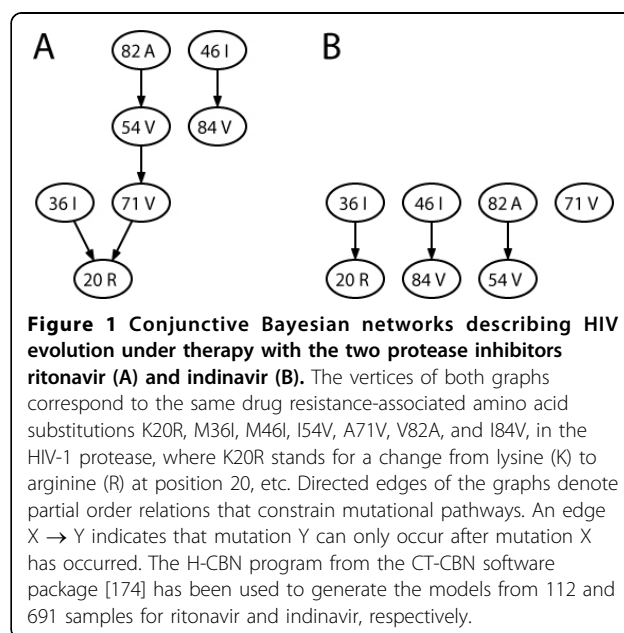 A
B
82 A
46 I
54 V
84 V
36 I
71 V
20 R
36 I
46 I
82 A
71 V
20 R
84 V
54 V
Figure 1 Conjunctive Bayesian networks describing HIV
evolution under therapy with the two protease inhibitors
ritonavir (A) and indinavir (B). The vertices of both graphs
correspond to the same drug resistance-associated amino acid
substitutions K20R, M36I, M46I, I54V, A71V, V82A, and I84V, in the
HIV-1 protease, where K20R stands for a change from lysine (K) to
arginine (R) at position 20, etc. Directed edges of the graphs denote
partial order relations that constrain mutational pathways. An edge
X → Y indicates that mutation Y can only occur after mutation X
has occurred. The H-CBN program from the CT-CBN software
package [174] has been used to generate the models from 112 and
691 samples for ritonavir and indinavir, respectively.